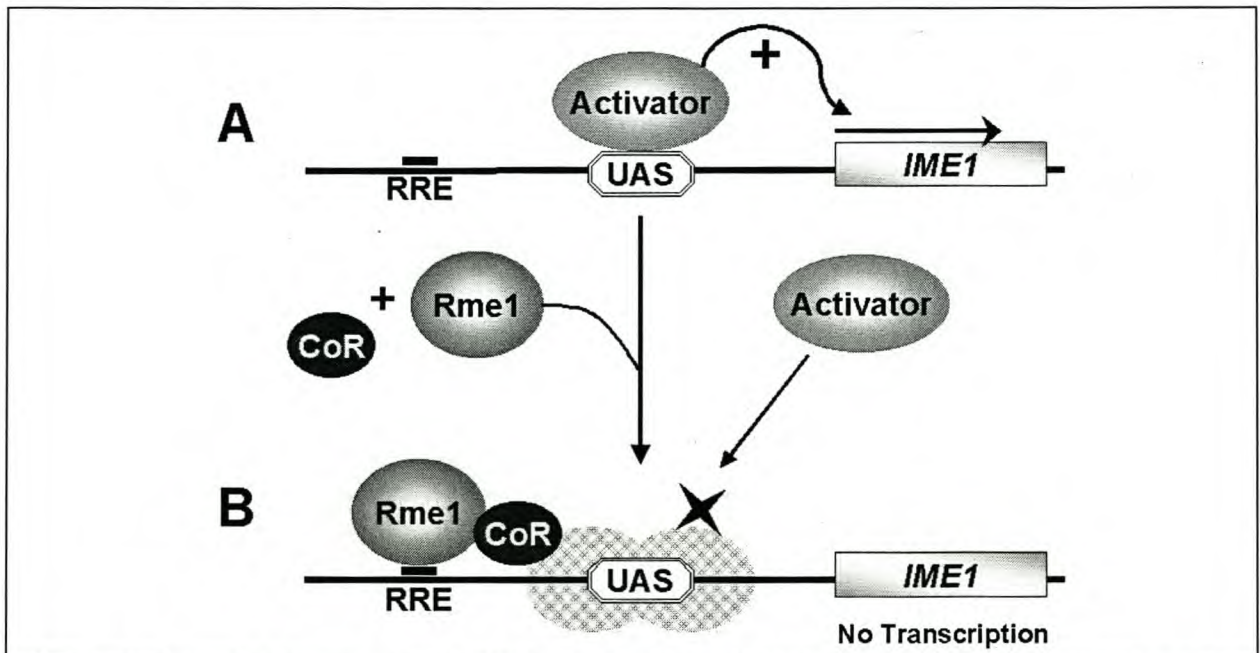 Activator
+
A
UAS
IME1
RRE
CoR
+
Rme1
Activator
B
Rme1
CoR
UAS
IME1
RRE
No Transcription